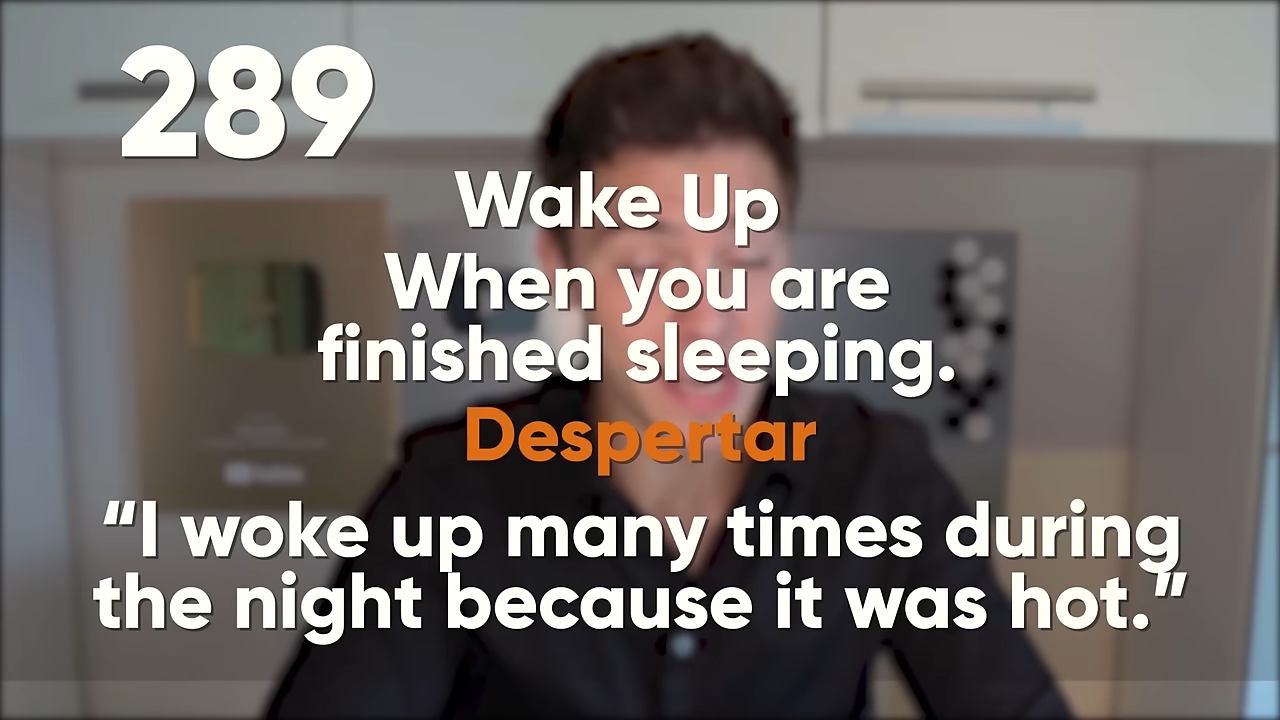 289
Wake Up
When you are
finished sleeping.
Despertar
“I woke up many times during
the night because it was hot.”